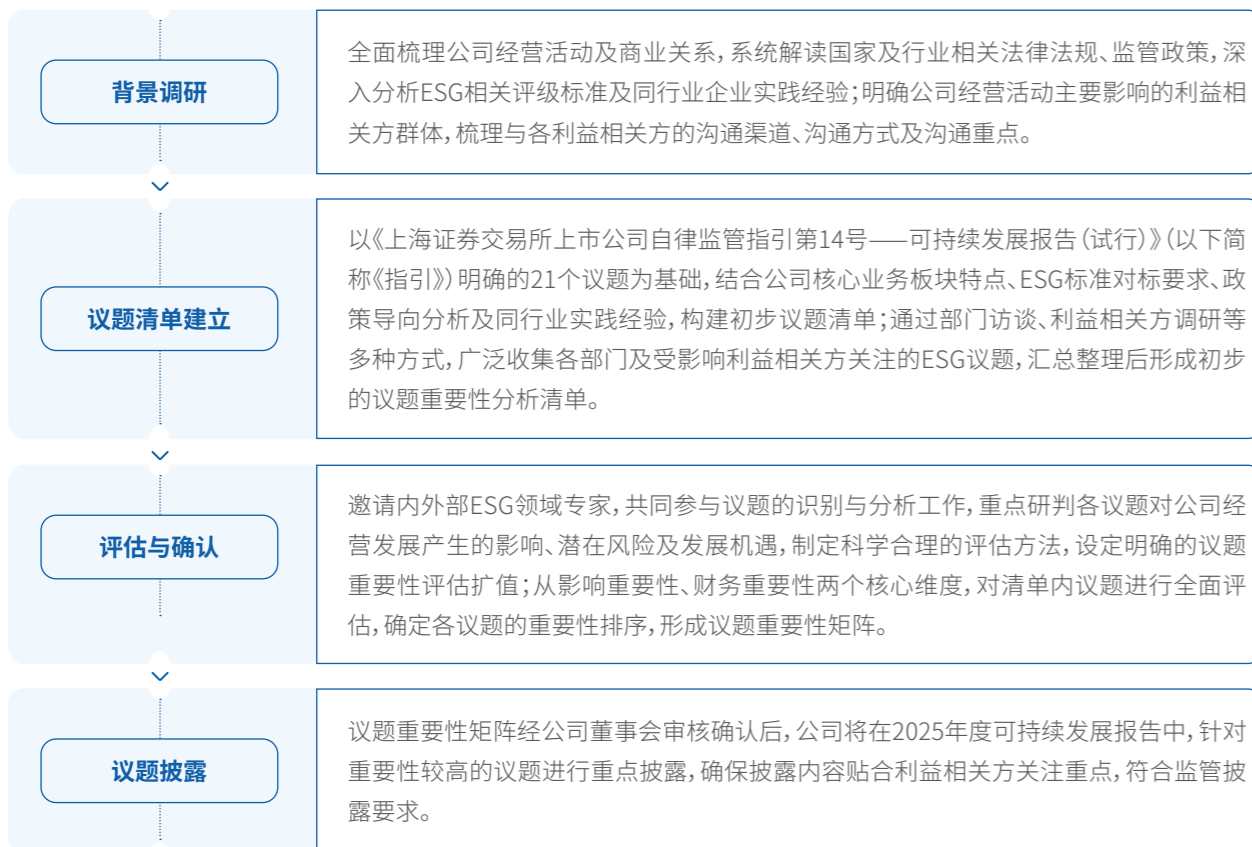 背景调研
全面梳理公司经营活动及商业关系，系统解读国家及行业相关法律法规、监管政策，深
入分析ESG相关评级标准及同行业企业实践经验；明确公司经营活动主要影响的利益相
关方群体，梳理与各利益相关方的沟通渠道、沟通方式及沟通重点。
议题清单建立
以《上海证券交易所上市公司自律监管指引第14号——可持续发展报告（试行）》（以下简
称《指引》）明确的21个议题为基础，结合公司核心业务板块特点、ESG标准对标要求、政
策导向分析及同行业实践经验，构建初步议题清单；通过部门访谈、利益相关方调研等
多种方式，广泛收集各部门及受影响利益相关方关注的ESG议题，汇总整理后形成初步
的议题重要性分析清单。
评估与确认
邀请内外部ESG领域专家，共同参与议题的识别与分析工作，重点研判各议题对公司经
营发展产生的影响、潜在风险及发展机遇，制定科学合理的评估方法，设定明确的议题
重要性评估扩值；从影响重要性、财务重要性两个核心维度，对清单内议题进行全面评
估，确定各议题的重要性排序，形成议题重要性矩阵。
议题披露
议题重要性矩阵经公司董事会审核确认后，公司将在2025年度可持续发展报告中，针对
重要性较高的议题进行重点披露，确保披露内容贴合利益相关方关注重点，符合监管披
露要求。